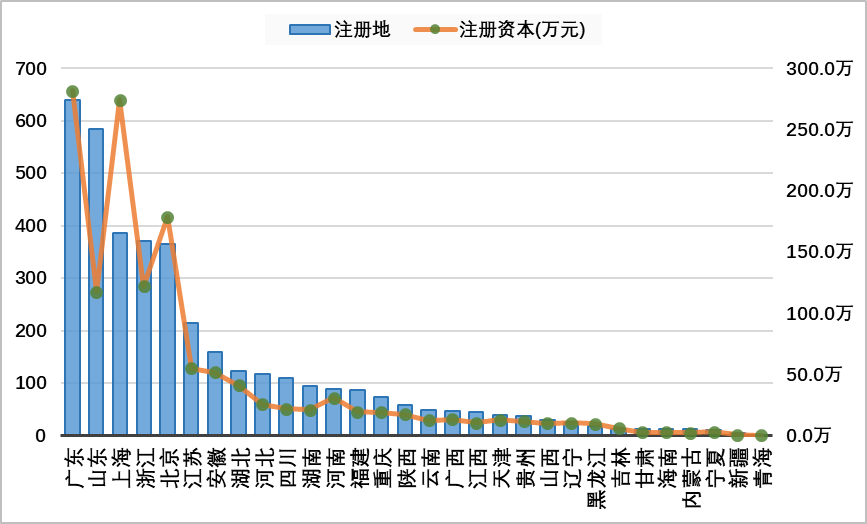 注册地 注册资本(万元)
700 300.0万
600 250.0万
500 200.0万
400 150.0万
300 100.0万
200 50.0万
100 0.0万
0
广东
山东
上海
浙江
北京
江苏
安徽
湖北
河北
四川
湖南
河南
福建
重庆
陕西
云南
广西
江西
天津
贵州
山西
辽宁
黑龙江
吉林
甘肃
海南
内蒙古
宁夏
新疆
青海